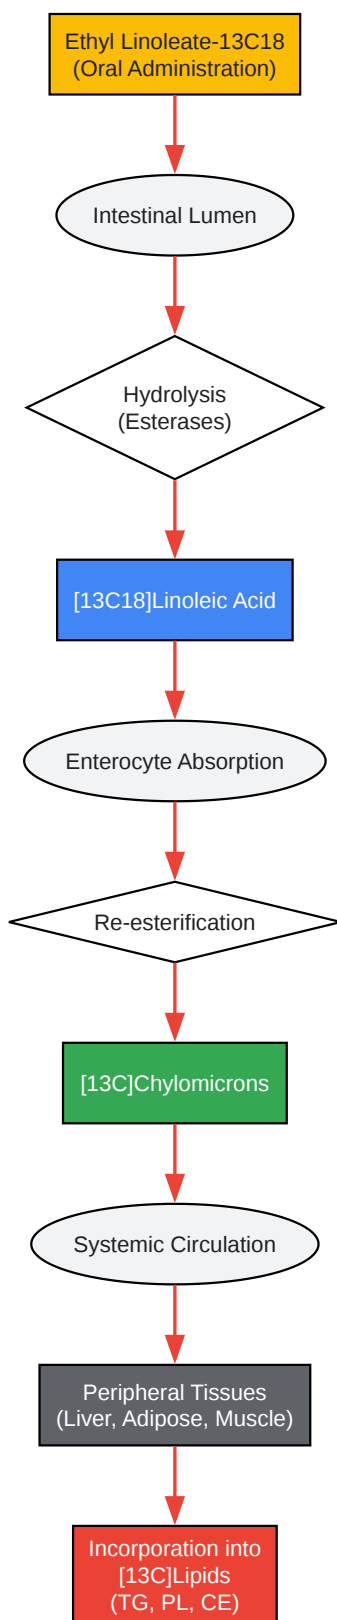 Ethyl Linoleate-13C18
(Oral Administration)
Intestinal Lumen
Hydrolysis
(Esterases)
[13C18]Linoleic Acid
Enterocyte Absorption
Re-esterification
[13C]Chylomicrons
Systemic Circulation
Peripheral Tissues
(Liver, Adipose, Muscle)
Incorporation into
[13C]Lipids
(TG, PL, CE)